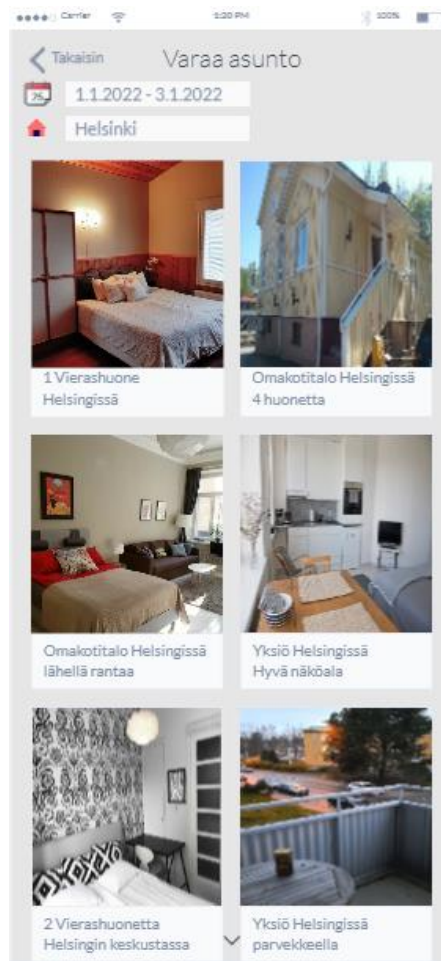 Carrier 1:20 PM 100%
Takaisin Varaa asunto
1.1.2022 - 3.1.2022
Helsinki
1 Vierashuone
Helsingissä
Omakotitalo Helsingissä
4 huonetta
Omakotitalo Helsingissä
lähellä rantaa
Yksiö Helsingissä
Hyvä näköala
2 Vierashuonetta
Helsingin keskustassa
Yksiö Helsingissä
parvekkeella